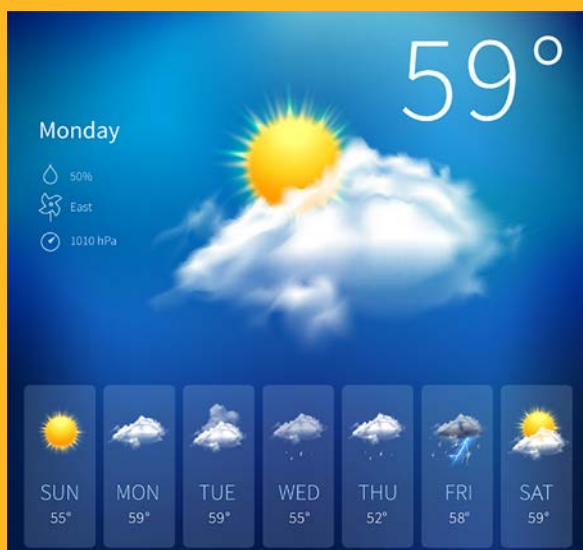 59°
Monday
50%
East
1010 hPa
SUN MON TUE WED THU FRI SAT
55° 59° 59° 55° 52° 58° 59°